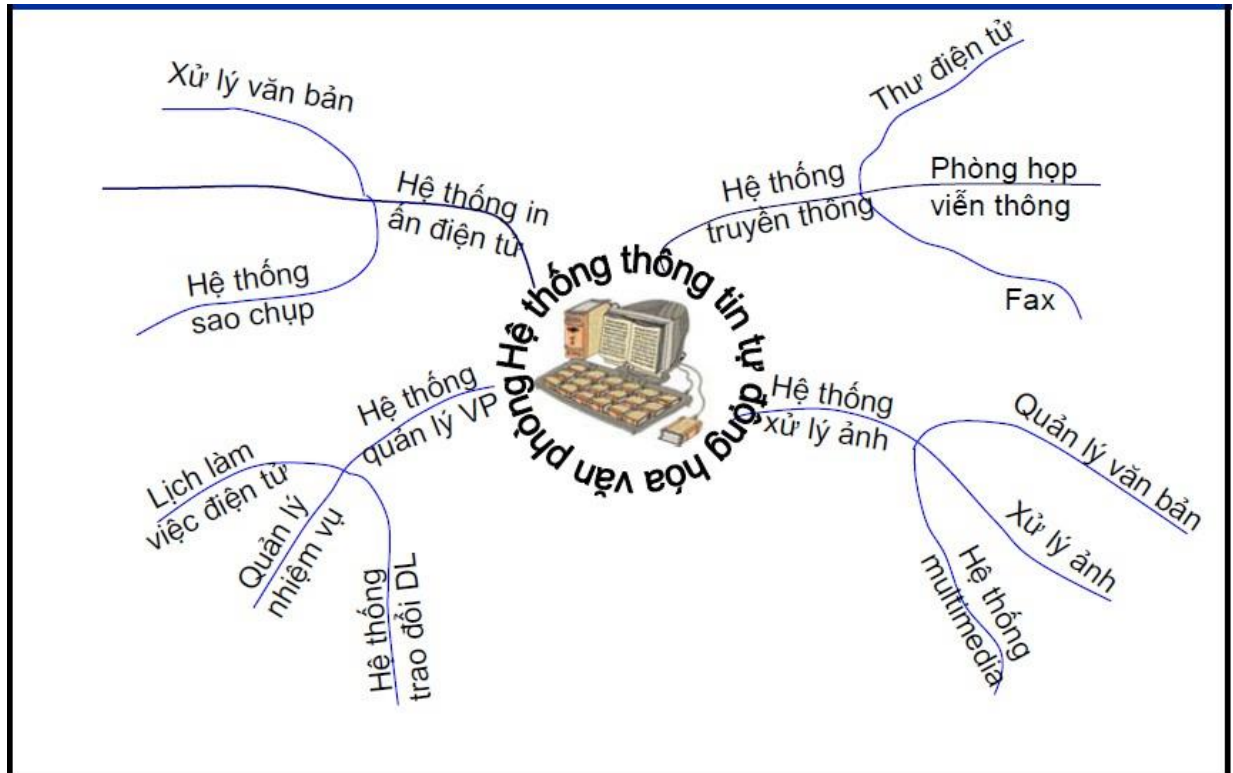 Hệ thống thông tin tự động hóa văn phòng
Xử lý văn bản
Hệ thống in
ấn điện tử
Hệ thống
sao chụp
Thư điện tử
Hệ thống
truyền thông
Phòng họp
viễn thông
Fax
Hệ thống
quản lý VP
Lịch làm
việc điện tử
Quản lý
nhiệm vụ
Hệ thống
trao đổi DL
Hệ thống
xử lý ảnh
Quản lý văn bản
Xử lý ảnh
Hệ thống
multimedia